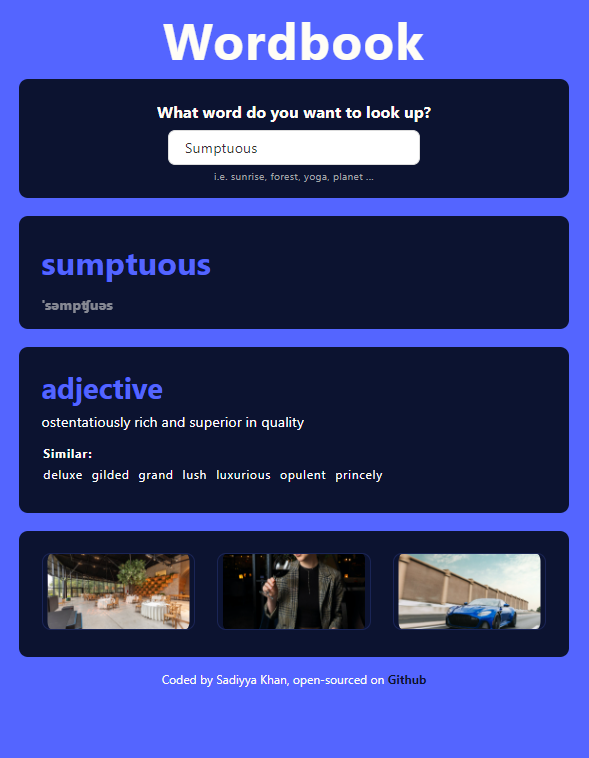 Wordbook
What word do you want to look up?
Sumptuous
i.e. sunrise, forest, yoga, planet ...
sumptuous
'səmpʧuəs
adjective
ostentatiously rich and superior in quality
Similar:
deluxe gilded grand lush luxurious opulent princely
Coded by Sadiyya Khan, open-sourced on Github